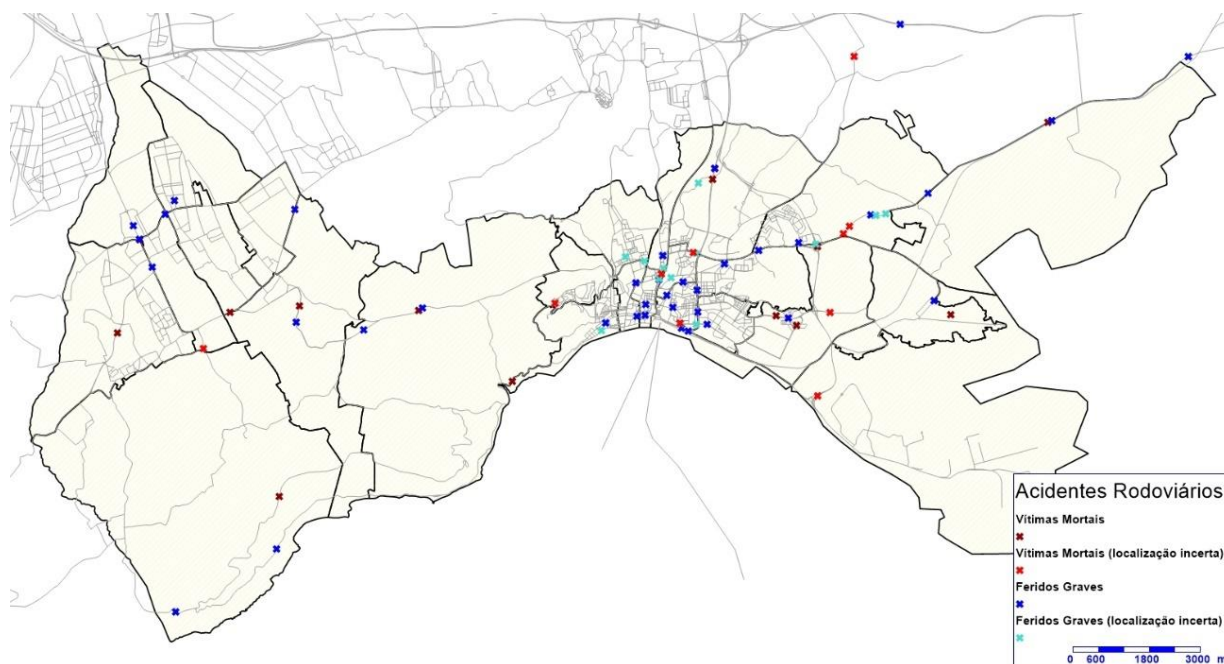 Acidentes Rodoviários
Vítimas Mortais
Vítimas Mortais (localização incerta)
Feridos Graves
Feridos Graves (localização incerta)
0 600 1800 3000 m